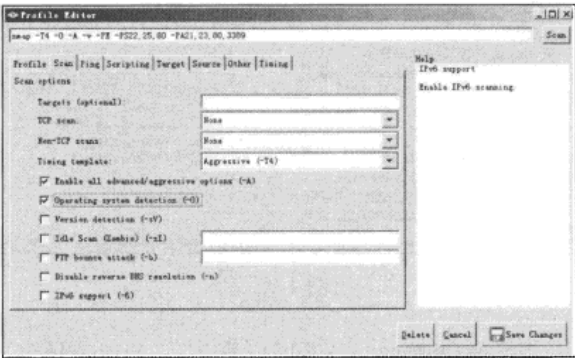 Profile Editor
nmap -T4 -O -A -v -PE -PS22,25,80 -PA21,23,80,3389
Scan
Profile Scan Ping Scripting Target Source Other Timing
Help
Scan options
IPv6 support
Enable IPv6 scanning.
Targets (optional):
TCP scan: None
Non-TCP scans: None
Timing template: Aggressive (-T4)
Enable all advanced/aggressive options (-A)
Operating system detection (-O)
Version detection (-sV)
Idle Scan (Zombie) (-sI)
FTP bounce attack (-b)
Disable reverse DNS resolution (-n)
IPv6 support (-6)
Delete Cancel Save Changes